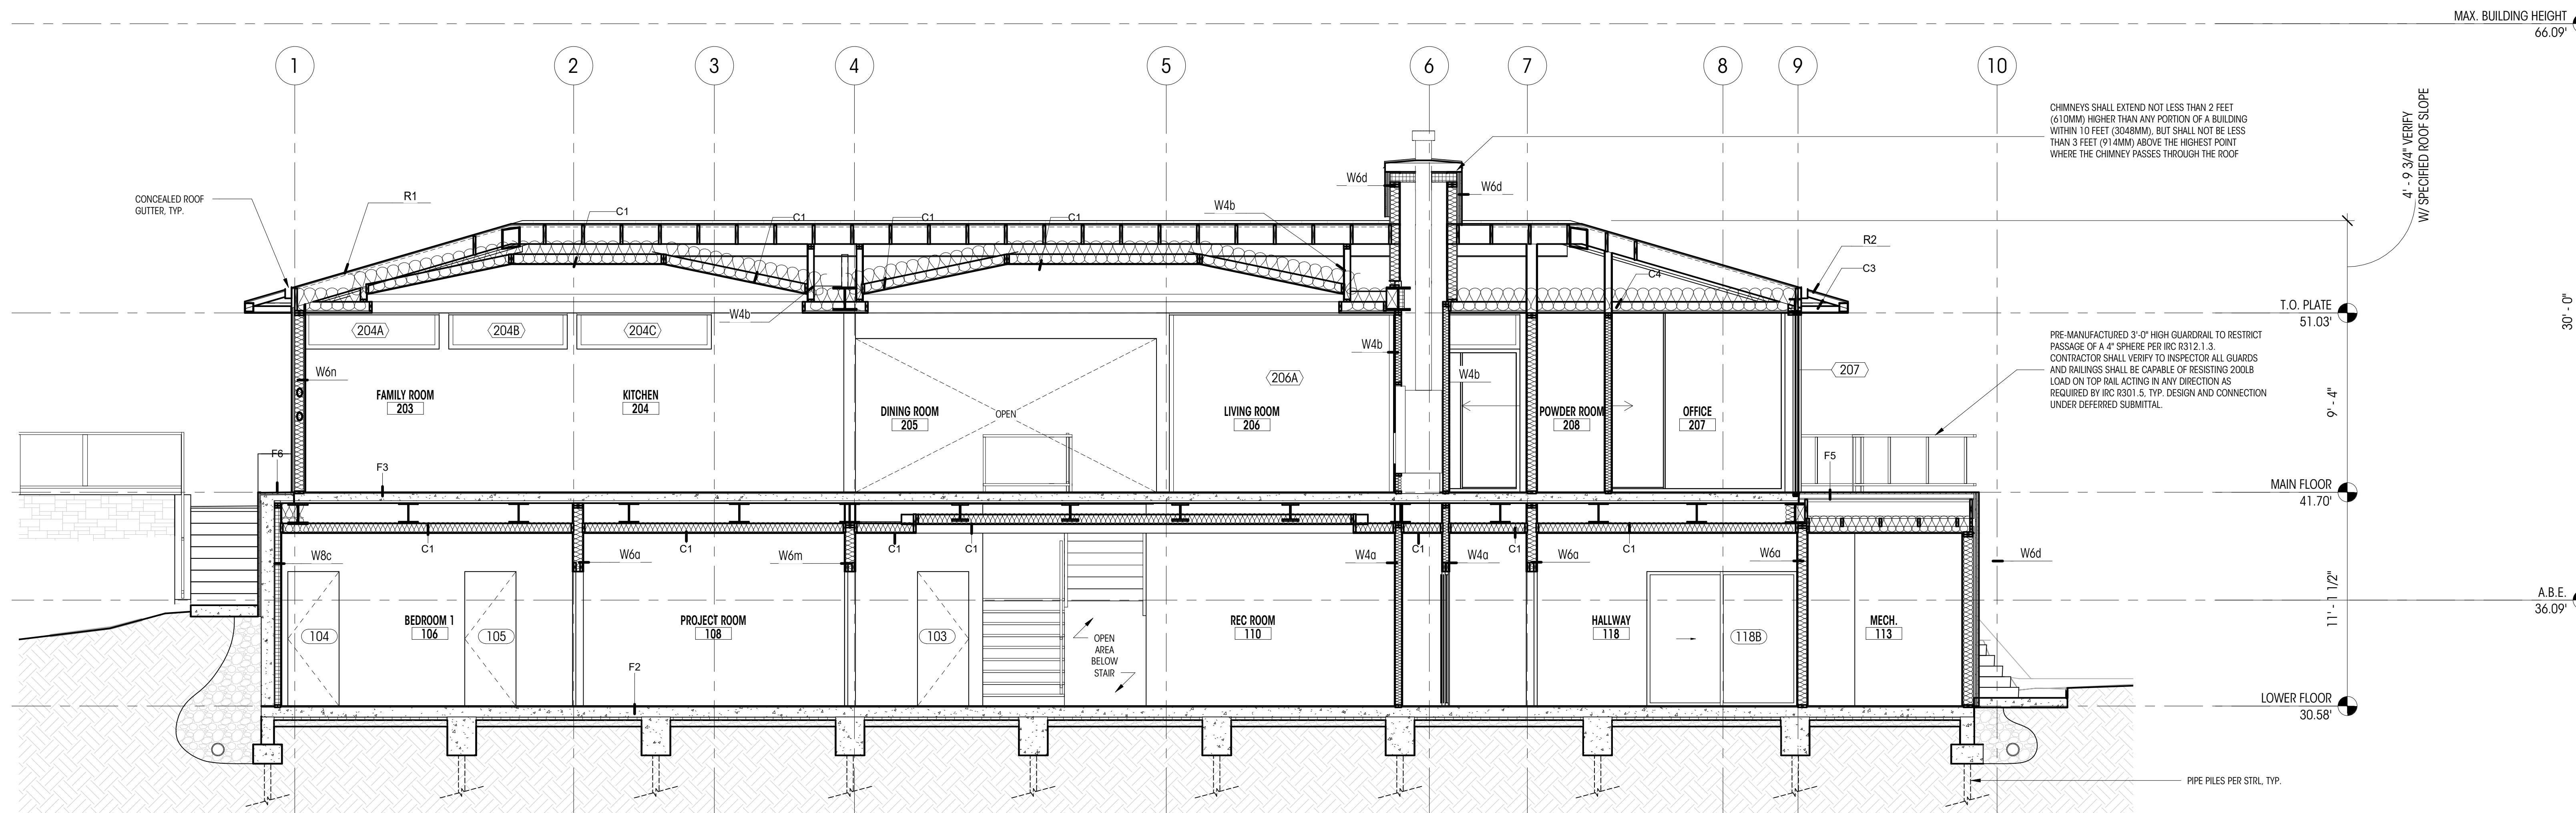 MAX. BUILDING HEIGHT
66.09'
1
2
3
4
5
6
7
8
9
10
CHIMNEYS SHALL EXTEND NOT LESS THAN 2 FEET
(610MM) HIGHER THAN ANY PORTION OF A BUILDING
WITHIN 10 FEET (3048MM), BUT SHALL NOT BE LESS
THAN 3 FEET (914MM) ABOVE THE HIGHEST POINT
WHERE THE CHIMNEY PASSES THROUGH THE ROOF
4' - 9 3/4" VERIFY
W/ SPECIFIED ROOF SLOPE
W6d
W6d
CONCEALED ROOF
GUTTER, TYP.
R1
C1
C1
C1
C1
W4b
R2
C3
C4
W4b
T.O. PLATE
51.03'
30' - 0"
204A
204B
204C
W4b
W6n
206A
W4b
207
PRE-MANUFACTURED 3'-0" HIGH GUARDRAIL TO RESTRICT
PASSAGE OF A 4" SPHERE PER IRC R312.1.3.
CONTRACTOR SHALL VERIFY TO INSPECTOR ALL GUARDS
AND RAILINGS SHALL BE CAPABLE OF RESISTING 200LB
LOAD ON TOP RAIL ACTING IN ANY DIRECTION AS
REQUIRED BY IRC R301.5, TYP. DESIGN AND CONNECTION
UNDER DEFERRED SUBMITTAL.
FAMILY ROOM
203
KITCHEN
204
DINING ROOM
205
OPEN
LIVING ROOM
206
POWDER ROOM
208
OFFICE
207
9' - 4"
F6
F3
F5
MAIN FLOOR
41.70'
C1
C1
C1
C1
C1
C1
C1
W8c
W6a
W6m
W4a
W4a
W6a
W6a
W6d
11' - 1 1/2"
A.B.E.
36.09'
104
BEDROOM 1
106
105
PROJECT ROOM
108
103
OPEN
AREA
BELOW
STAIR
REC ROOM
110
HALLWAY
118
118B
MECH.
113
F2
LOWER FLOOR
30.58'
PIPE PILES PER STRL, TYP.